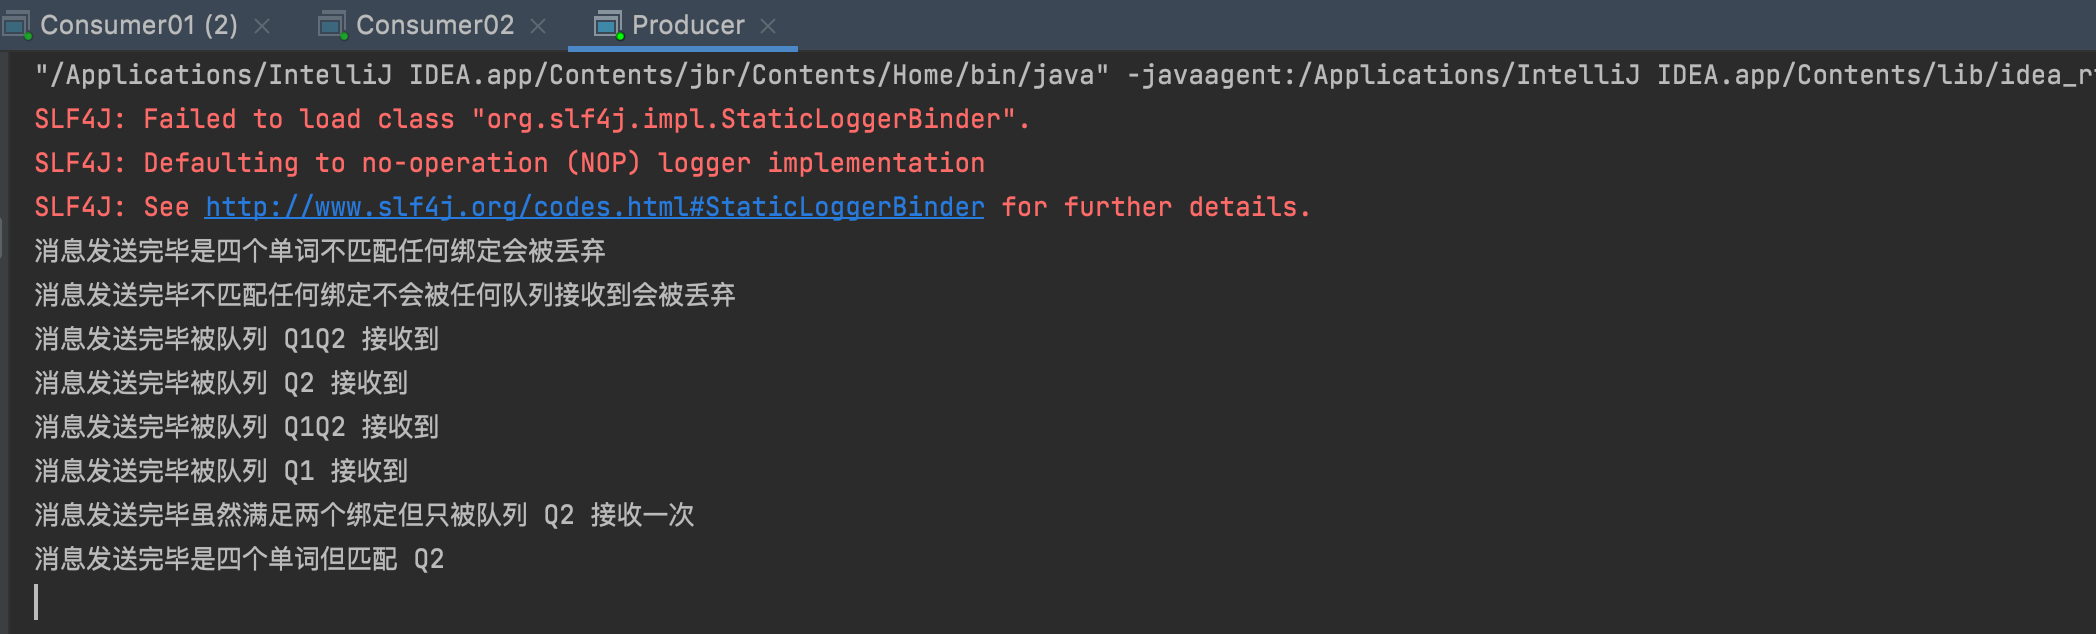 Consumer01 (2) Consumer02 Producer
"/Applications/IntelliJ IDEA.app/Contents/jbr/Contents/Home/bin/java" -javaagent:/Applications/IntelliJ IDEA.app/Contents/lib/idea_r
SLF4J: Failed to load class "org.slf4j.impl.StaticLoggerBinder".
SLF4J: Defaulting to no-operation (NOP) logger implementation
SLF4J: See http://www.slf4j.org/codes.html#StaticLoggerBinder for further details.
消息发送完毕是四个单词不匹配任何绑定会被丢弃
消息发送完毕不匹配任何绑定不会被任何队列接收到会被丢弃
消息发送完毕被队列 Q1Q2 接收到
消息发送完毕被队列 Q2 接收到
消息发送完毕被队列 Q1Q2 接收到
消息发送完毕被队列 Q1 接收到
消息发送完毕虽然满足两个绑定但只被队列 Q2 接收一次
消息发送完毕是四个单词但匹配 Q2